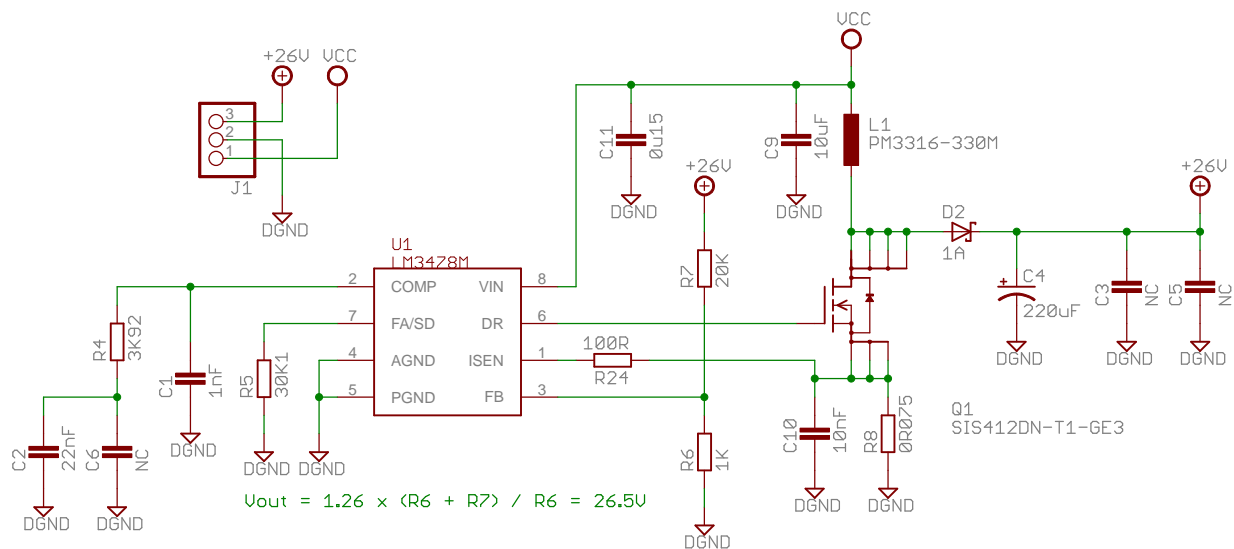 VCC
+26V VCC
3
2
1
J1
DGND
C11
0u15
DGND
C9
10uF
DGND
L1
PM3316-330M
+26V
+26V
R7
20K
D2
1A
C4
220uF
DGND
C3
NC
DGND
C5
NC
DGND
U1
LM3478M
2 COMP VIN 8
7 FA/SD DR 6
4 AGND ISEN 1
5 PGND FB 3
100R
R24
R4
3K92
C1
1nF
DGND
R5
30K1
DGND
DGND
C2
22nF
DGND
C6
NC
DGND
R6
1K
DGND
C10
10nF
DGND
R8
0R075
DGND
Q1
SIS412DN-T1-GE3
Vout = 1.26 x (R6 + R7) / R6 = 26.5V